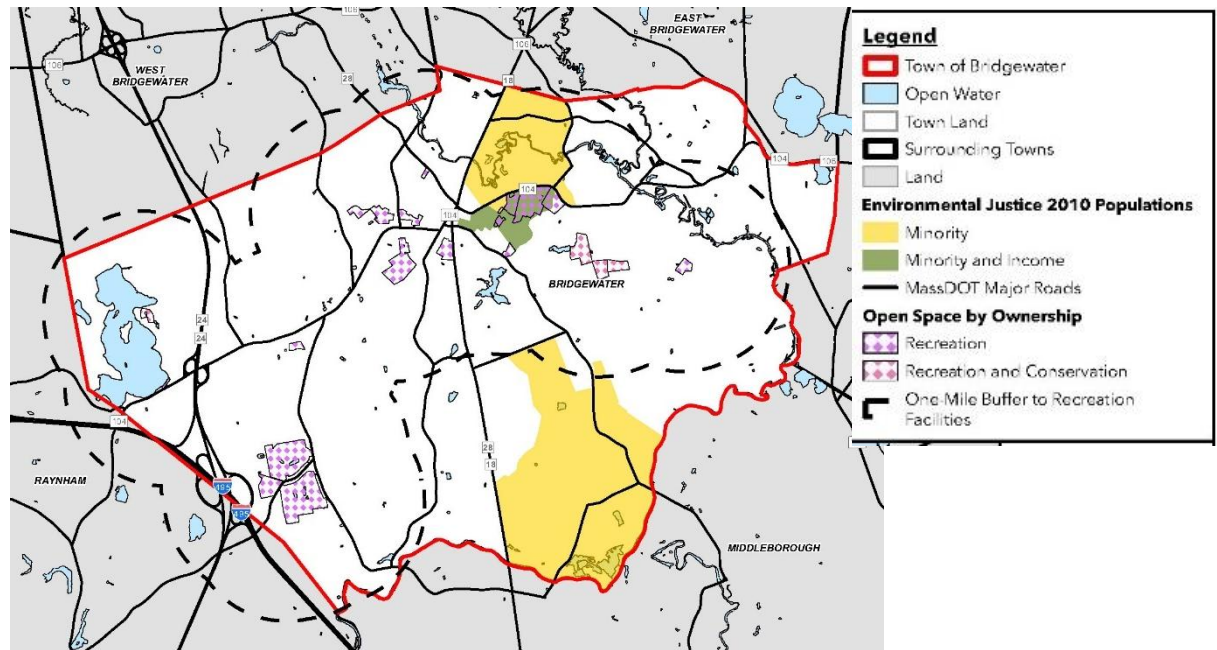 EAST
BRIDGEWATER
WEST
BRIDGEWATER
106
106
106
28
18
104
106
104
104
BRIDGEWATER
24
24
104
28
18
RAYNHAM
495
495
MIDDLEBOROUGH
Legend
Town of Bridgewater
Open Water
Town Land
Surrounding Towns
Land
Environmental Justice 2010 Populations
Minority
Minority and Income
MassDOT Major Roads
Open Space by Ownership
Recreation
Recreation and Conservation
One-Mile Buffer to Recreation
Facilities